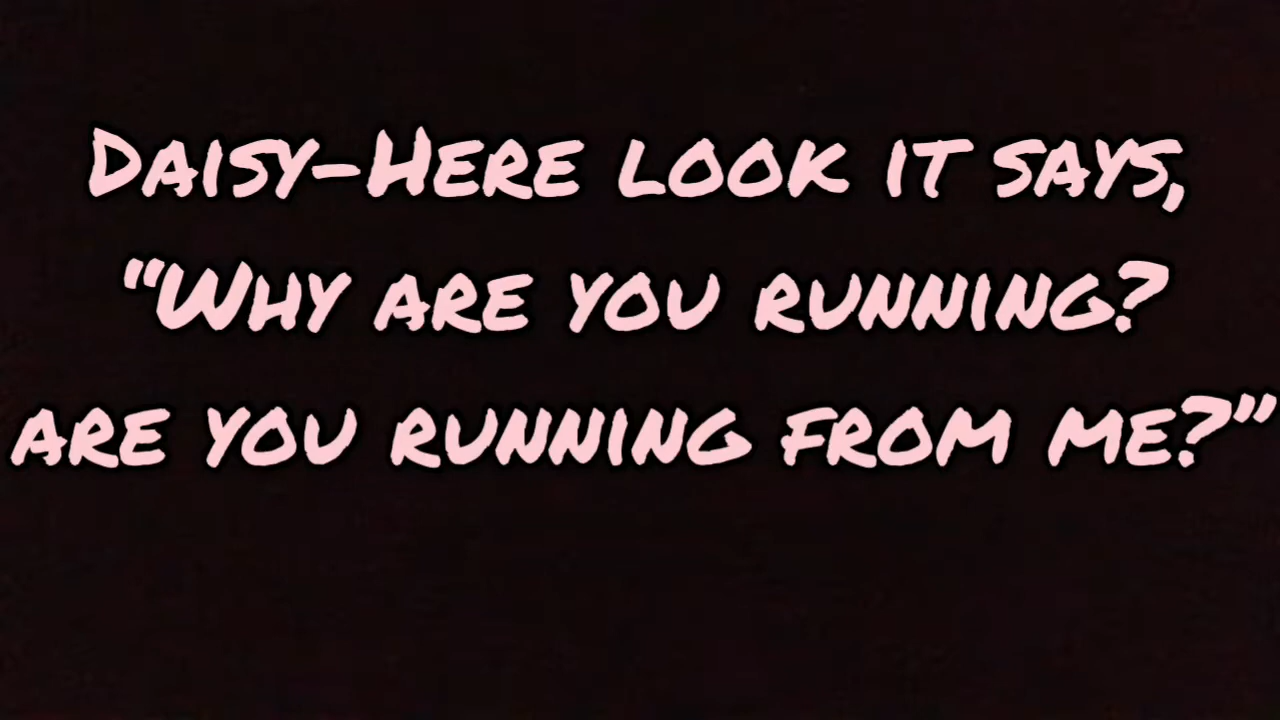 Daisy-Here look it says,
"Why are you running?
are you running from me?"